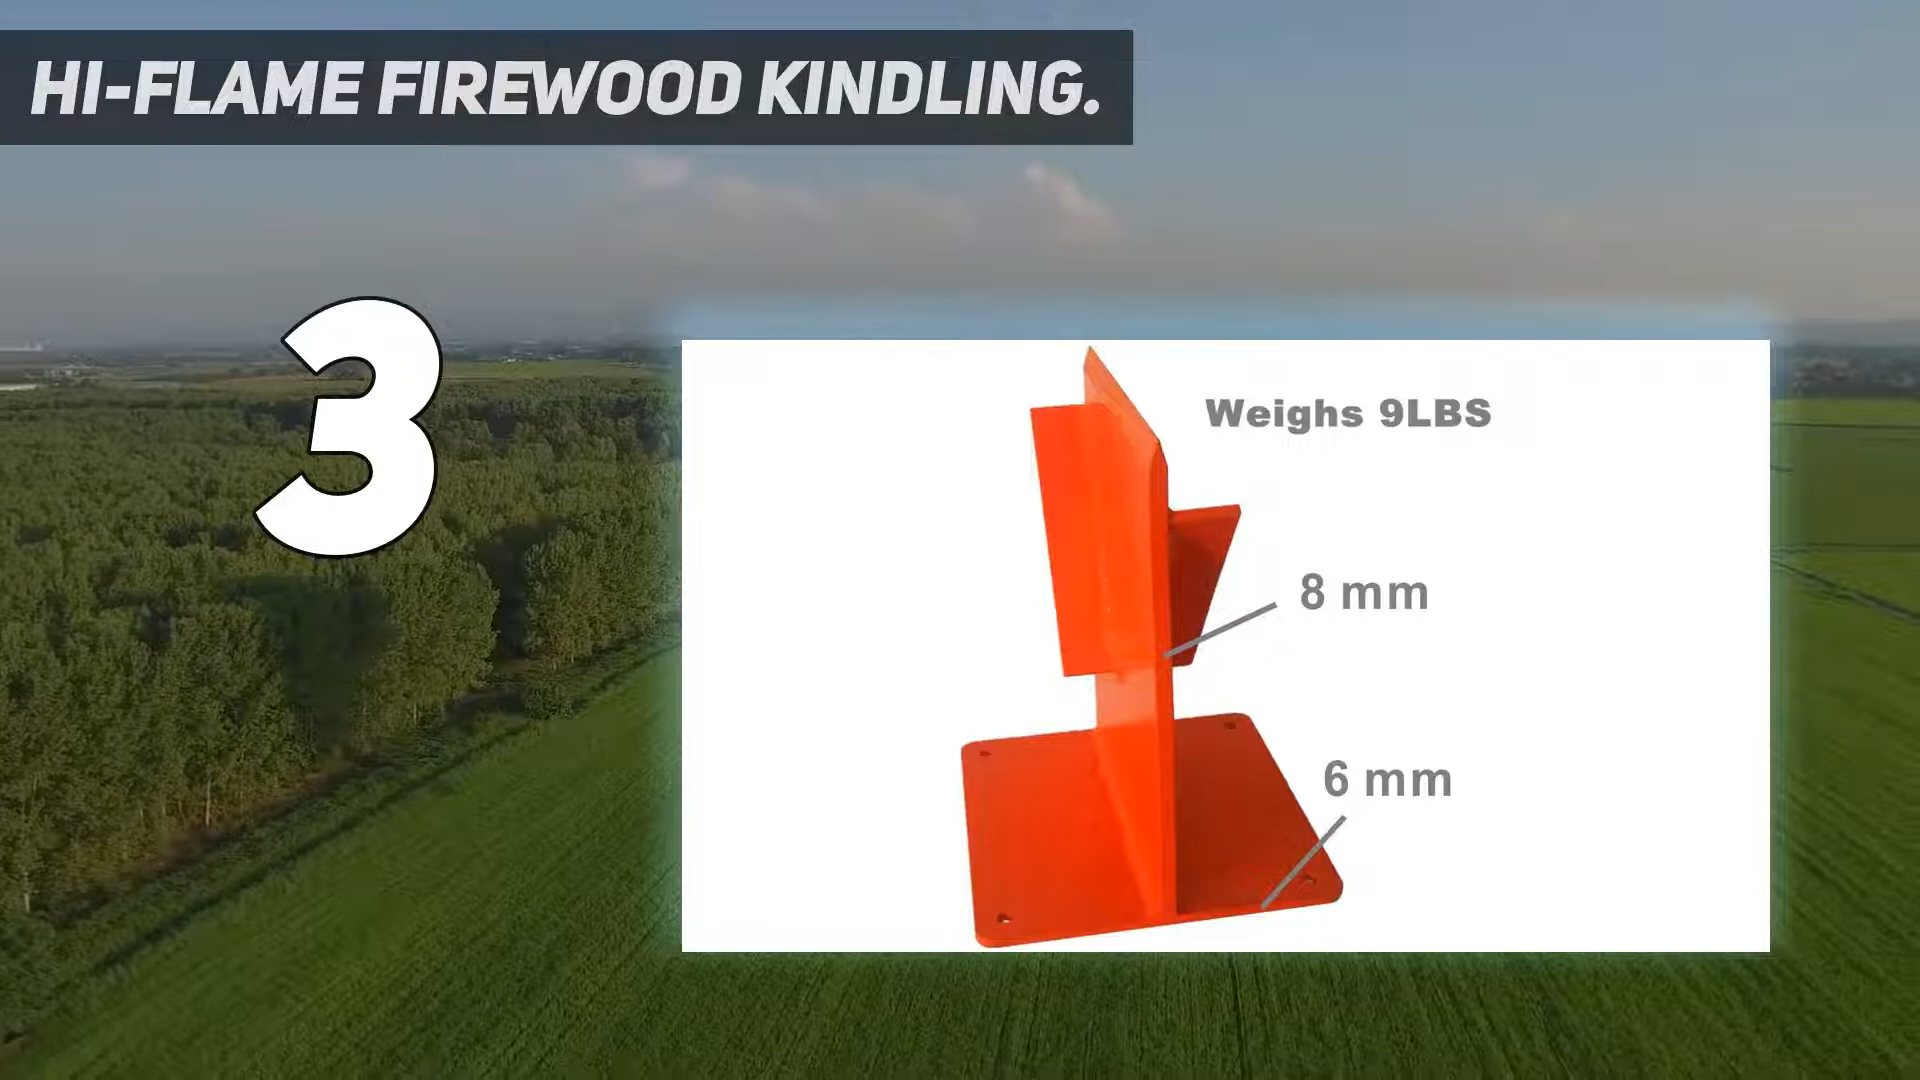 HI-FLAME FIREWOOD KINDLING.
3
Weighs 9LBS
8 mm
6 mm